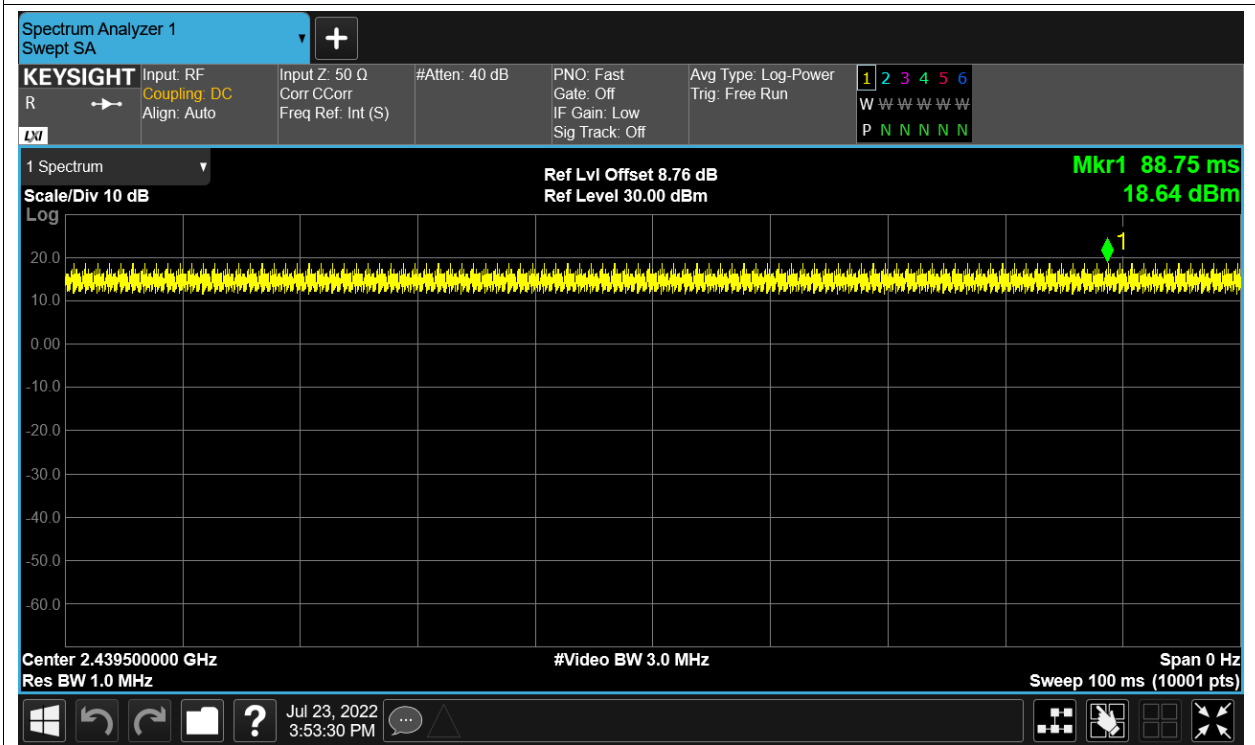 Spectrum Analyzer 1
Swept SA
+
KEYSIGHT
R
LXI
Input: RF
Coupling: DC
Align: Auto
Input Z: 50 Ω
Corr CCorr
Freq Ref: Int (S)
#Atten: 40 dB
PNO: Fast
Gate: Off
IF Gain: Low
Sig Track: Off
Avg Type: Log-Power
Trig: Free Run
1 2 3 4 5 6
W W W W W W
P N N N N N
1 Spectrum
Scale/Div 10 dB
Log
Ref Lvl Offset 8.76 dB
Ref Level 30.00 dBm
Mkr1 88.75 ms
18.64 dBm
1
20.0
10.0
0.00
-10.0
-20.0
-30.0
-40.0
-50.0
-60.0
Center 2.439500000 GHz
Res BW 1.0 MHz
#Video BW 3.0 MHz
Span 0 Hz
Sweep 100 ms (10001 pts)
?
Jul 23, 2022
3:53:30 PM